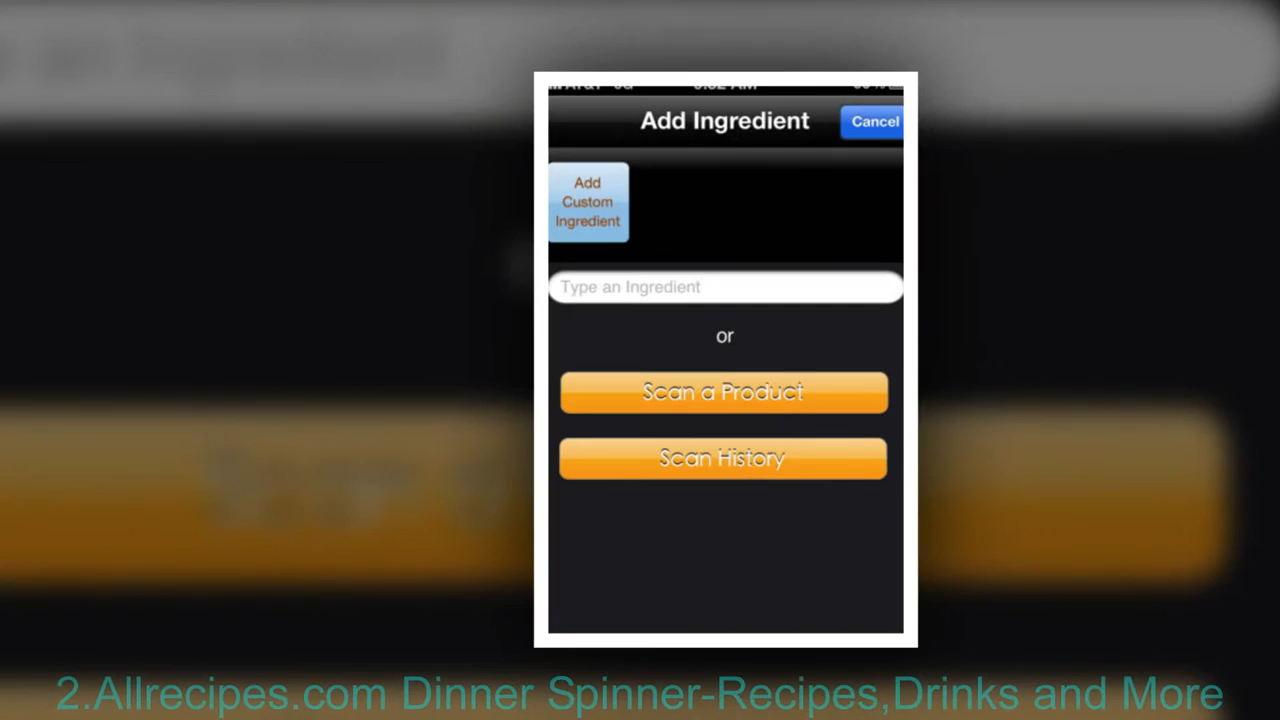 Add Ingredient
Cancel
Add
Custom
Ingredient
Type an Ingredient
or
Scan a Product
Scan History
2.Allrecipes.com Dinner Spinner-Recipes,Drinks and More